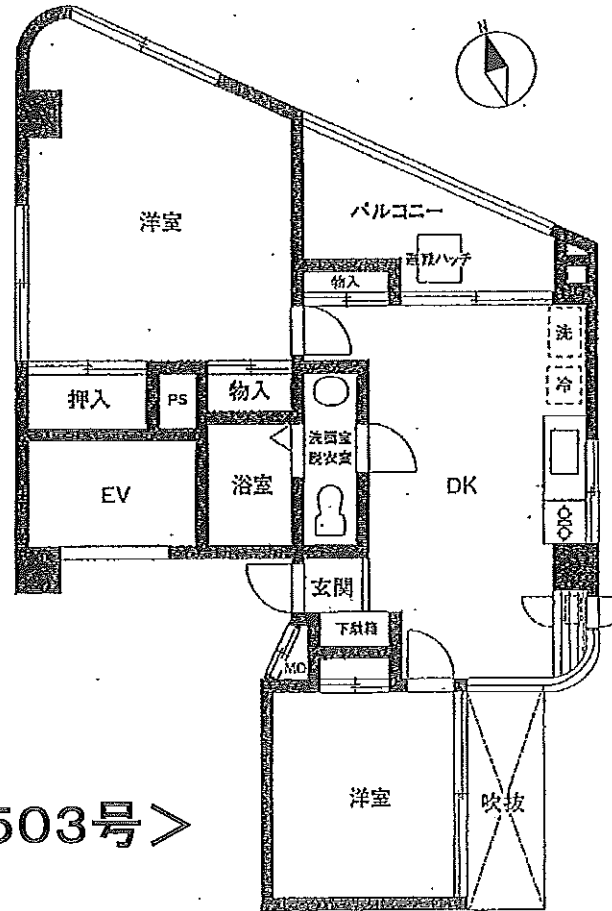 N
バルコニー
洋室
避難ハッチ
物入
洗
押入
PS
物入
冷
洗面室
脱衣室
EV
浴室
DK
玄関
下駄箱
MO
洋室
吹抜
503号＞